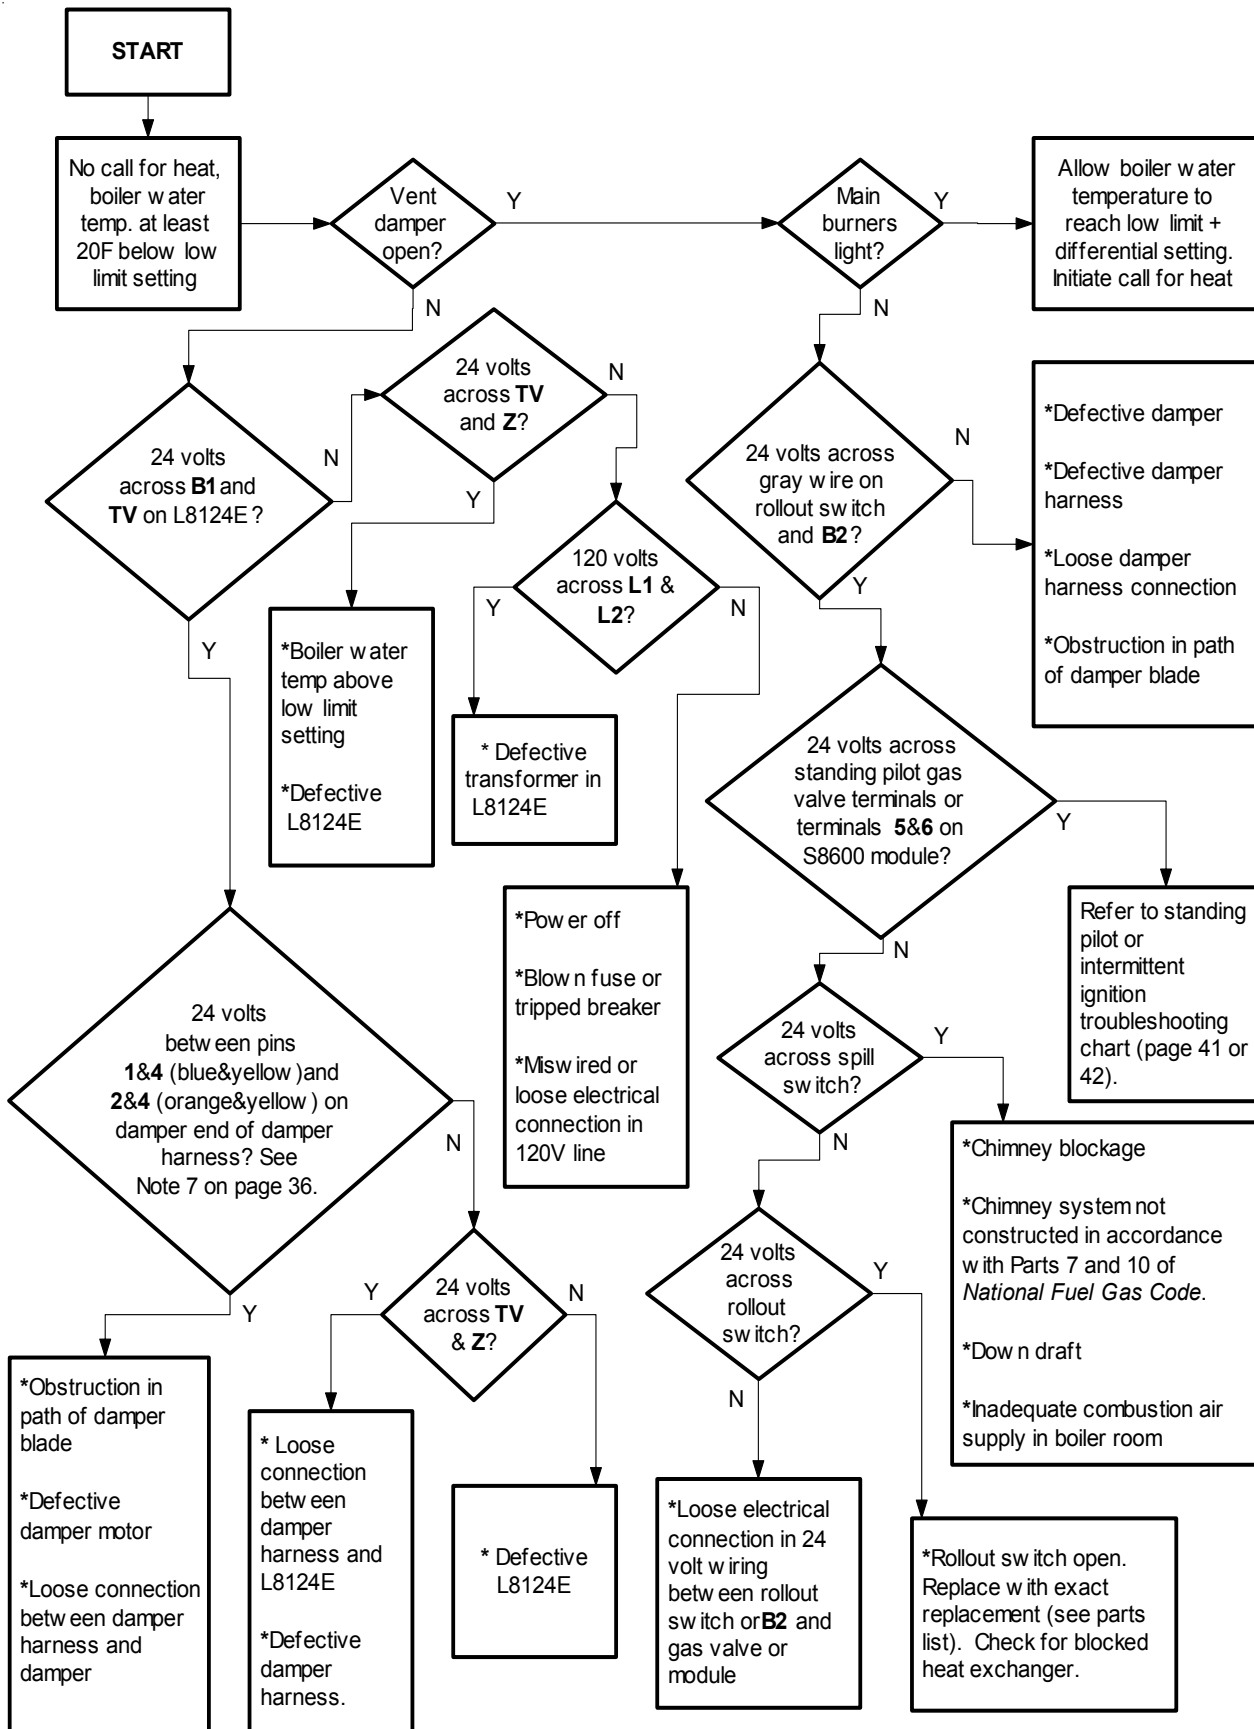 START
No call for heat,
boiler water
temp. at least
20F below low
limit setting
Vent
damper
open?
Y
Main
burners
light?
Y
Allow boiler water
temperature to
reach low limit +
differential setting.
Initiate call for heat
N
N
24 volts
across B1 and
TV on L8124E?
N
24 volts
across TV
and Z?
N
Y
24 volts across
gray wire on
rollout switch
and B2?
N
Y
*Defective damper
*Defective damper
harness
*Loose damper
harness connection
*Obstruction in path
of damper blade
120 volts
across L1 &
L2?
Y
N
Y
*Boiler water
temp above
low limit
setting
*Defective
L8124E
* Defective
transformer in
L8124E
24 volts across
standing pilot gas
valve terminals or
terminals 5&6 on
S8600 module?
Y
N
*Power off
*Blown fuse or
tripped breaker
*Miswired or
loose electrical
connection in
120V line
Refer to standing
pilot or
intermittent
ignition
troubleshooting
chart (page 41 or
42).
24 volts
between pins
1&4 (blue&yellow)and
2&4 (orange&yellow) on
damper end of damper
harness? See
Note 7 on page 36.
N
Y
24 volts
across spill
switch?
Y
N
*Chimney blockage
*Chimney system not
constructed in accordance
with Parts 7 and 10 of
National Fuel Gas Code.
*Down draft
*Inadequate combustion air
supply in boiler room
24 volts
across TV
& Z?
Y
N
24 volts
across
rollout
switch?
Y
N
*Obstruction in
path of damper
blade
*Defective
damper motor
*Loose connection
between damper
harness and
damper
* Loose
connection
between
damper
harness and
L8124E
*Defective
damper
harness.
* Defective
L8124E
*Loose electrical
connection in 24
volt wiring
between rollout
switch or B2 and
gas valve or
module
*Rollout switch open.
Replace with exact
replacement (see parts
list). Check for blocked
heat exchanger.